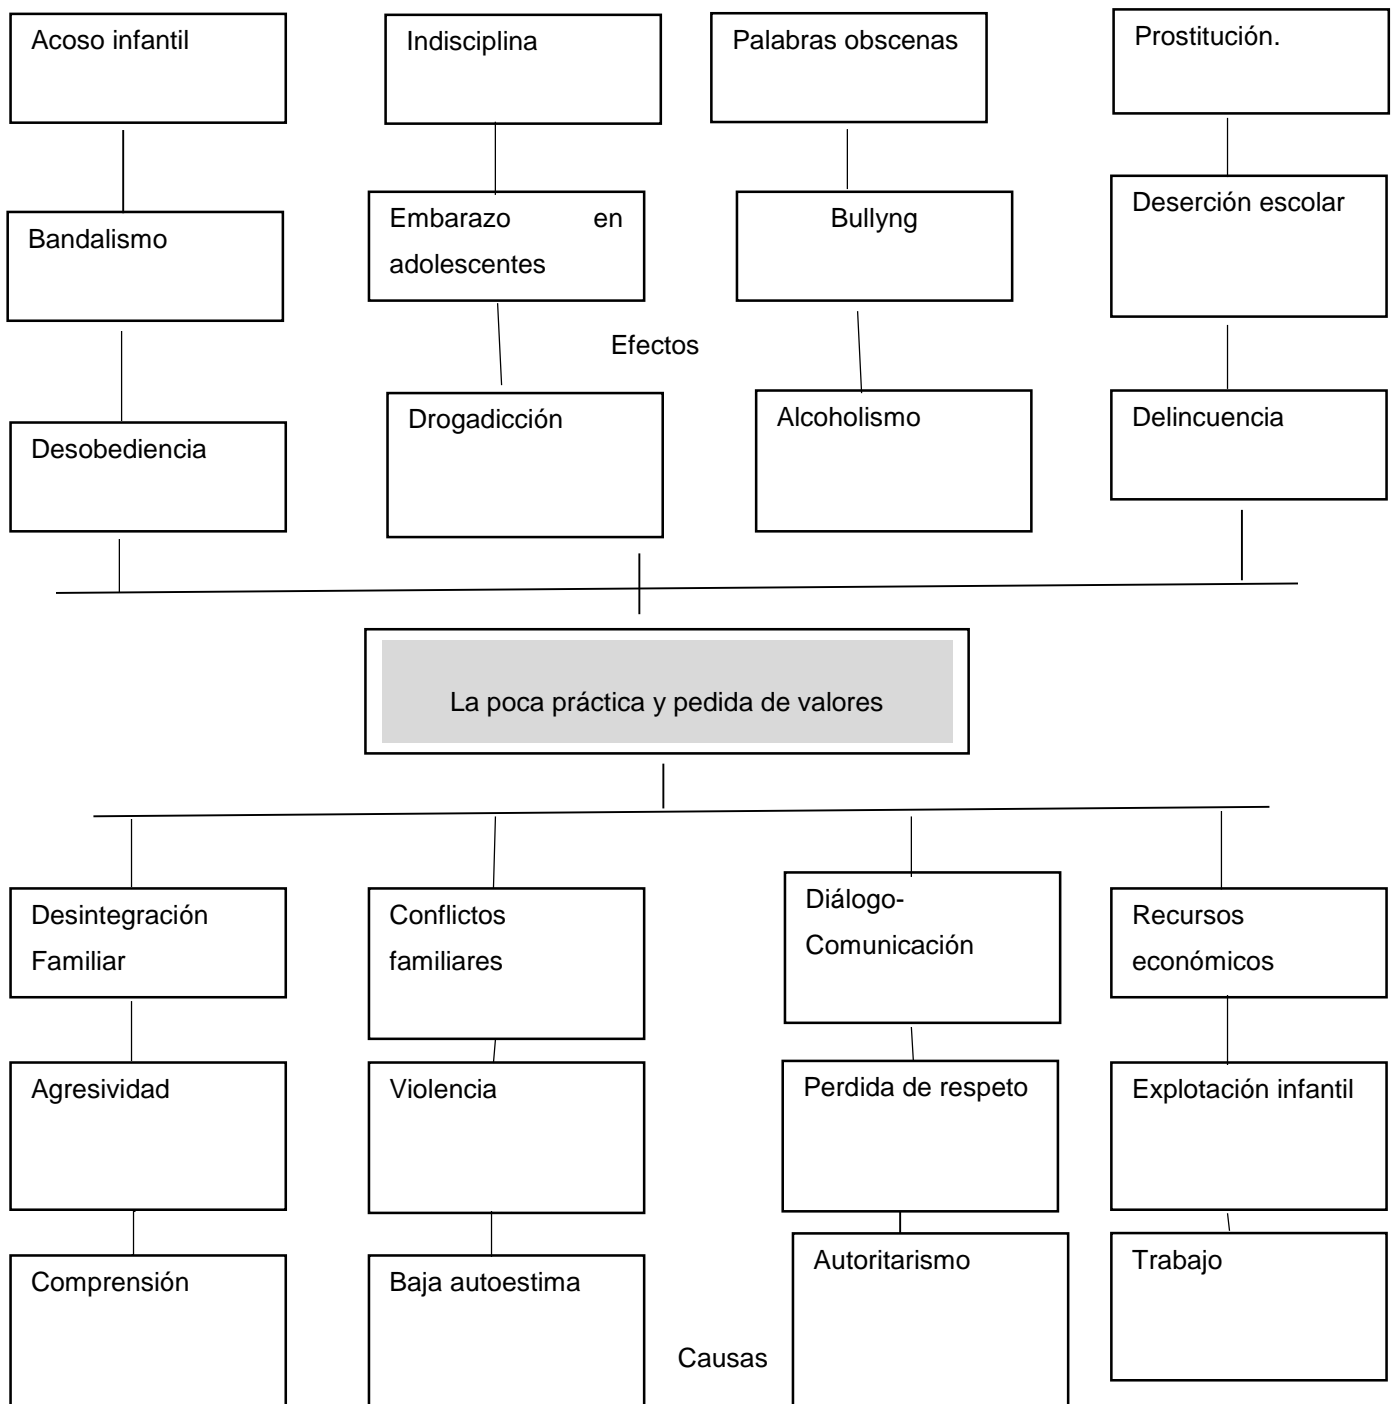 Acoso infantil
Indisciplina
Palabras obscenas
Prostitución.
Bandalismo
Embarazo en
adolescentes
Bullyng
Deserción escolar
Efectos
Desobediencia
Drogadicción
Alcoholismo
Delincuencia
La poca práctica y pedida de valores
Desintegración
Familiar
Conflictos
familiares
Diálogo-
Comunicación
Recursos
económicos
Agresividad
Violencia
Perdida de respeto
Explotación infantil
Comprensión
Baja autoestima
Autoritarismo
Trabajo
Causas